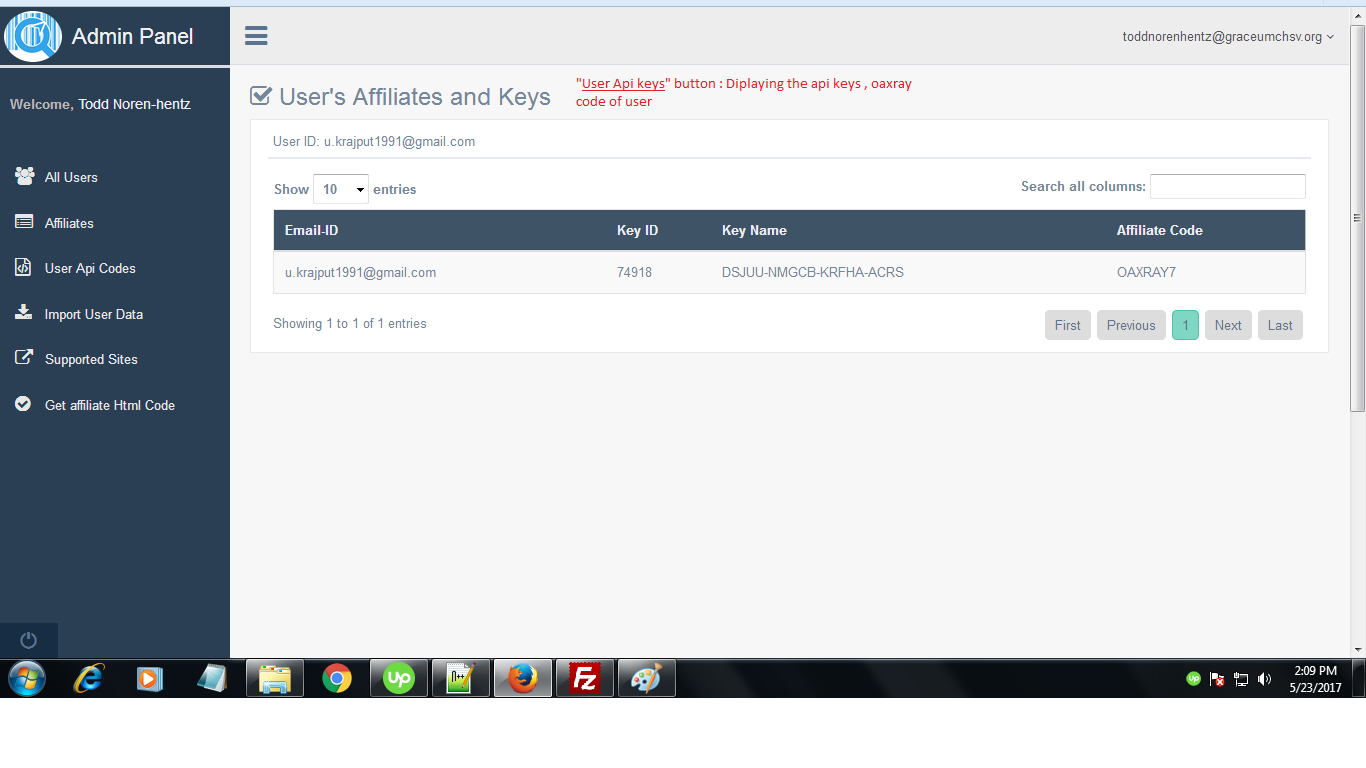 Admin Panel
toddnorenhentz@graceumchsv.org
Welcome, Todd Noren-hentz
All Users
Affiliates
User Api Codes
Import User Data
Supported Sites
Get affiliate Html Code
User's Affiliates and Keys
"User Api keys" button : Diplaying the api keys , oaxray
code of user
User ID: u.krajput1991@gmail.com
Show 10 entries
Search all columns:
Email-ID Key ID Key Name Affiliate Code
u.krajput1991@gmail.com 74918 DSJUU-NMGCB-KRFHA-ACRS OAXRAY7
Showing 1 to 1 of 1 entries
First Previous 1 Next Last
up
n++
Fz
up
2:09 PM
5/23/2017